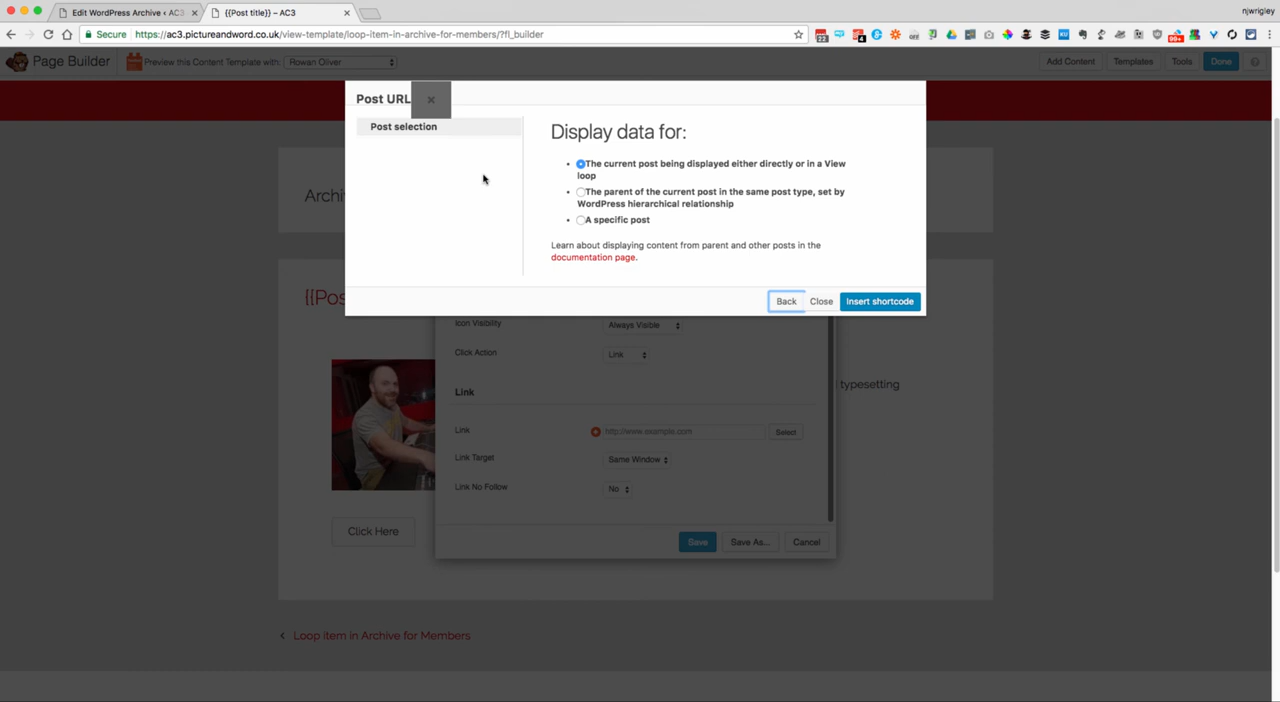 Edit WordPress Archive ‹ AC3
{{Post title}} – AC3
njwrigley
Secure
https://ac3.pictureandword.co.uk/view-template/loop-item-in-archive-for-members/?fl_builder
22
4
99+
Page Builder
Preview this Content Template with:
Rowan Oliver
Add Content
Templates
Tools
Done
Post URL
×
Post selection
Display data for:
The current post being displayed either directly or in a View
loop
The parent of the current post in the same post type, set by
WordPress hierarchical relationship
A specific post
Learn about displaying content from parent and other posts in the
documentation page.
Back
Close
Insert shortcode
Archi
{{Pos
Icon Visibility
Always Visible
Click Action
Link
typesetting
Link
Link
http://www.example.com
Select
Link Target
Same Window
Link No Follow
No
Click Here
Save
Save As...
Cancel
‹ Loop item in Archive for Members